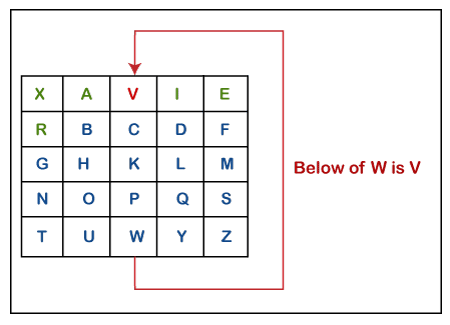 X A V I E
R B C D F
G H K L M
N O P Q S
T U W Y Z
Below of W is V